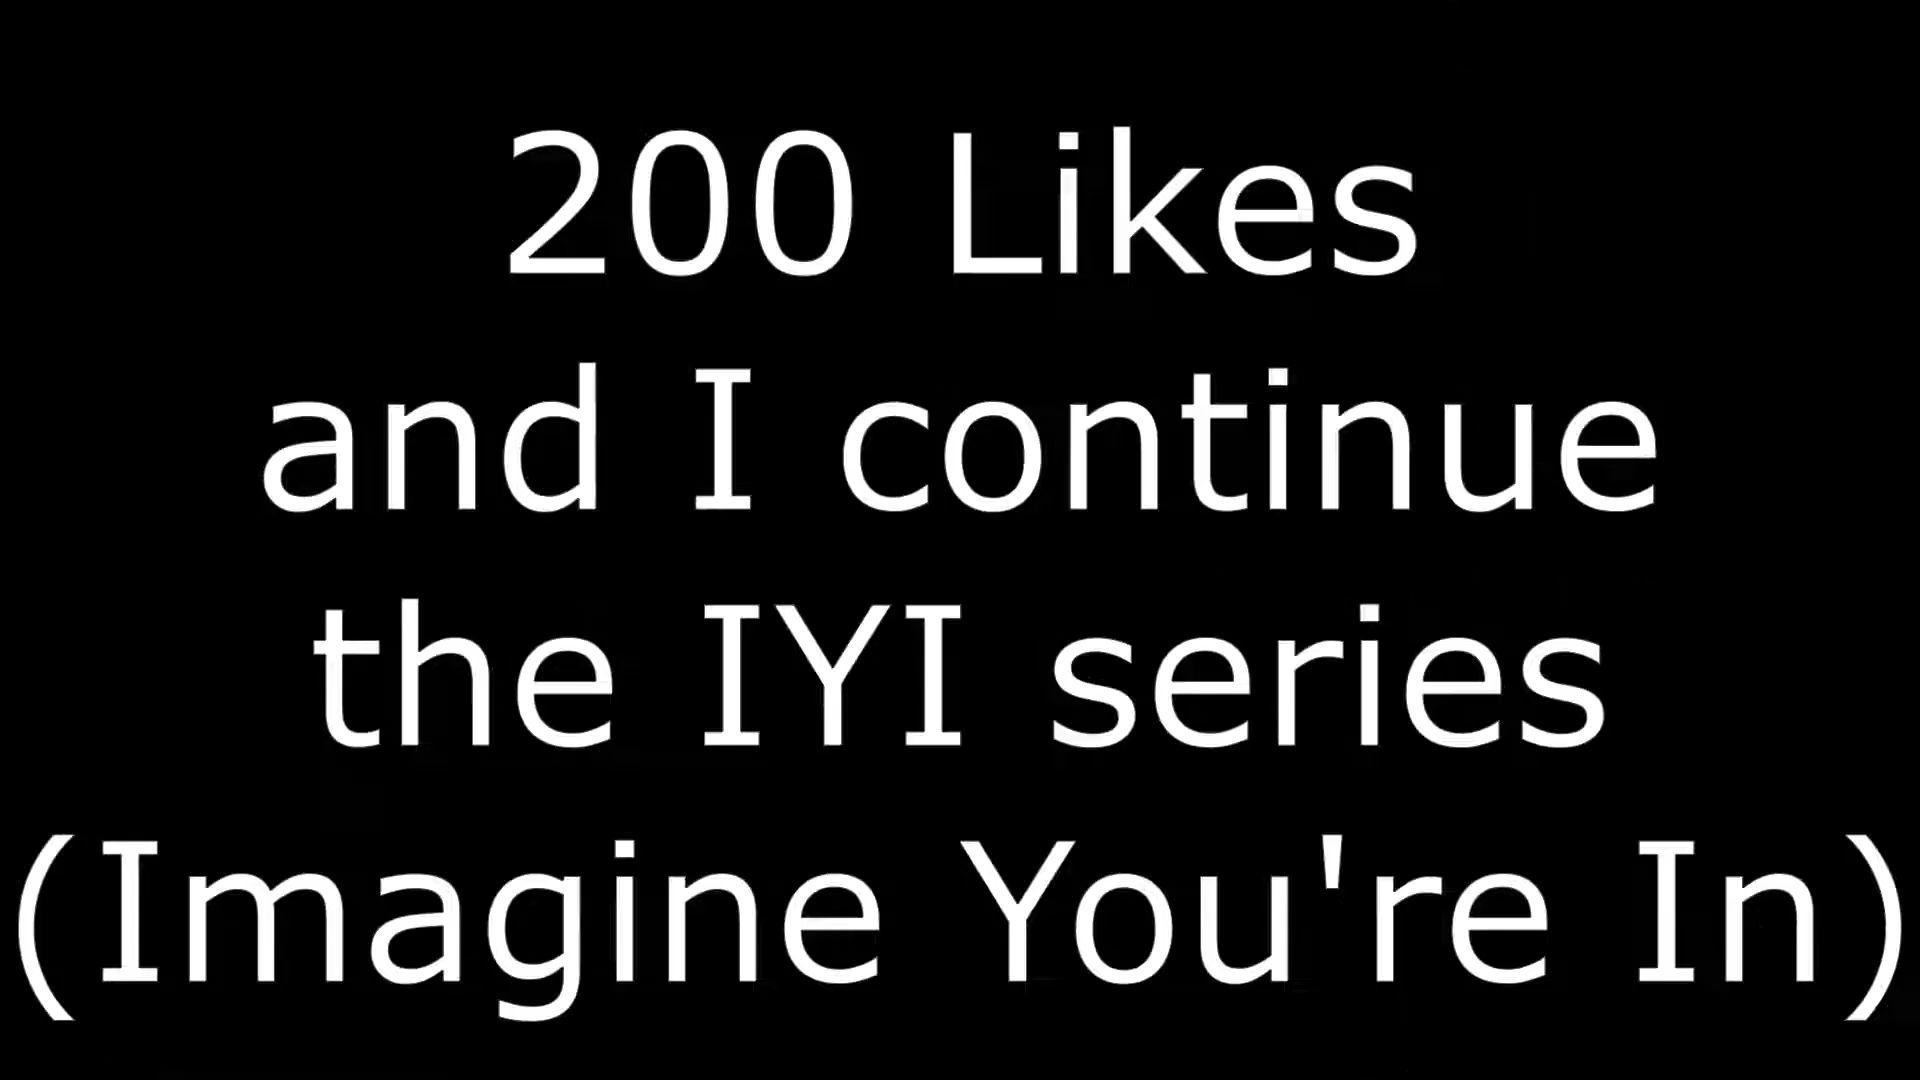 200 Likes
and I continue
the IYI series
(Imagine You're In)